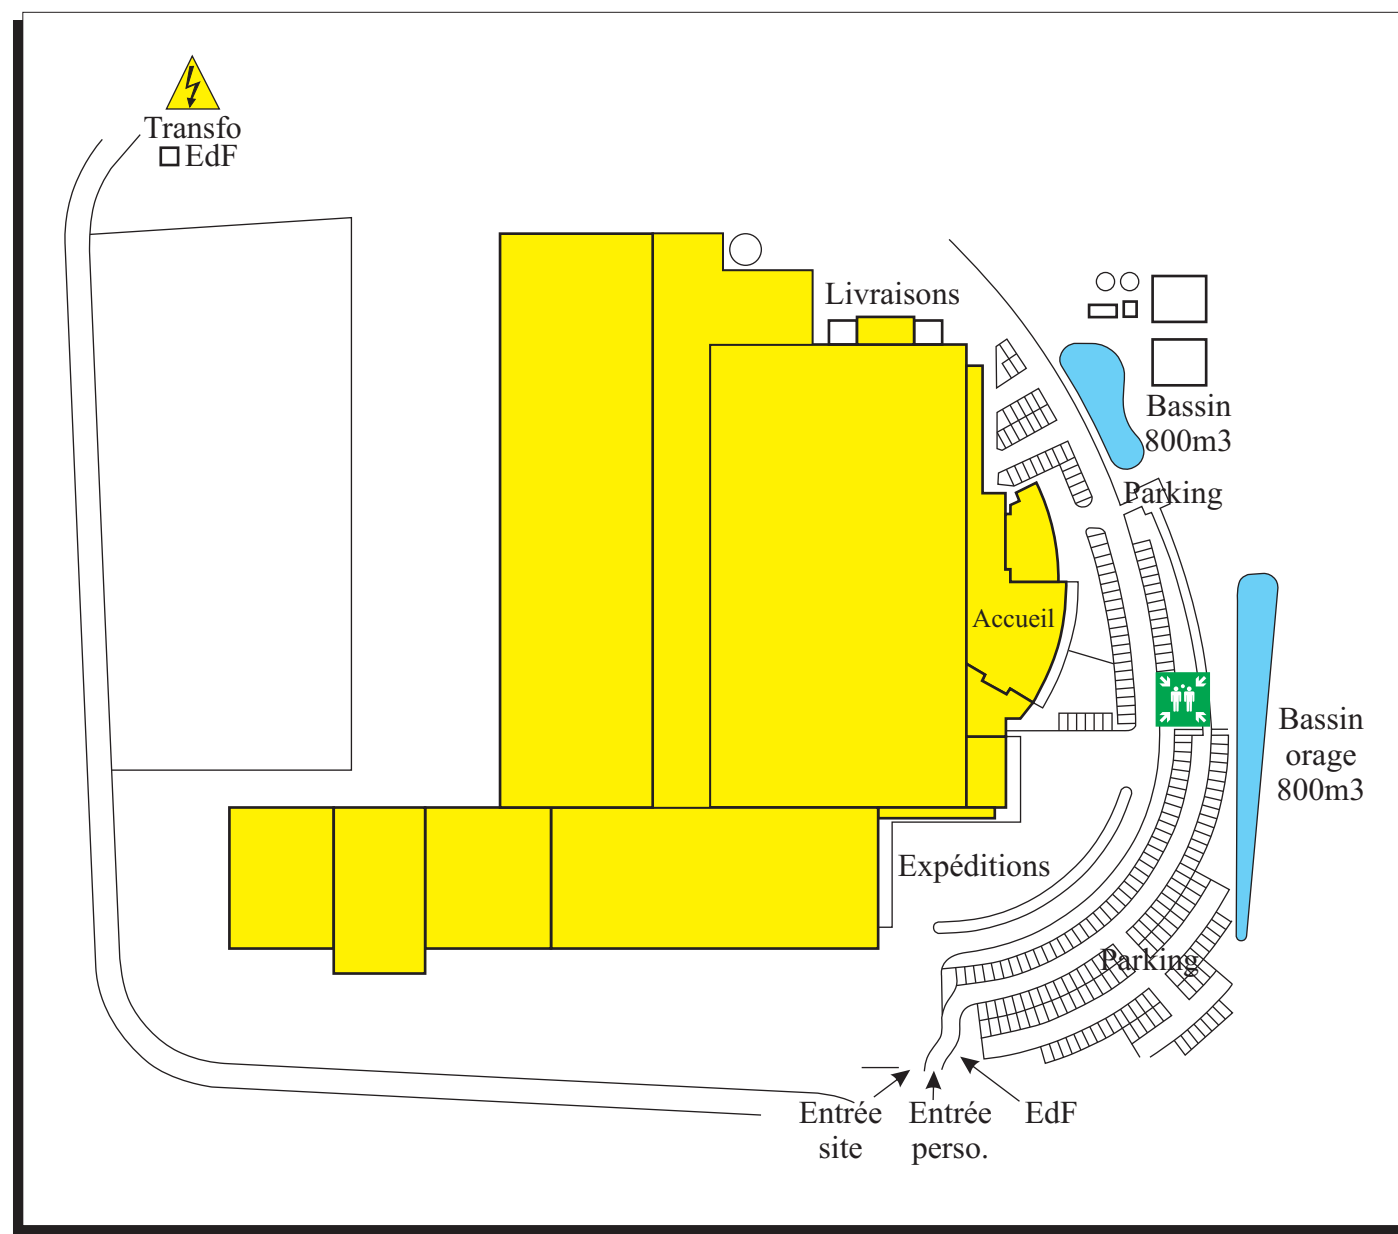 Transfo
EdF
Livraisons
Bassin
800m3
Parking
Accueil
Bassin
orage
800m3
Expéditions
Parking
Entrée
site
Entrée
perso.
EdF